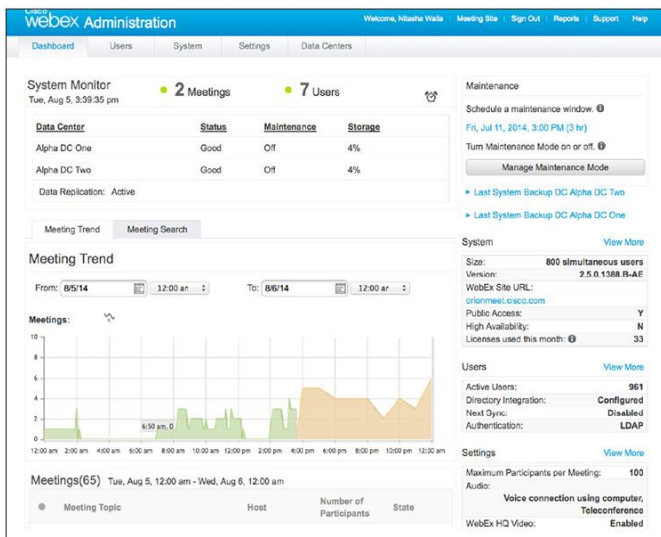 Cisco
webex Administration
Welcome, Nitasha Walia
Meeting Site
Sign Out
Reports
Support
Help
Dashboard
Users
System
Settings
Data Centers
System Monitor
Tue, Aug 5, 3:39:35 pm
2 Meetings
7 Users
Data Center Status Maintenance Storage
Alpha DC One Good Off 4%
Alpha DC Two Good Off 4%
Data Replication: Active
Meeting Trend
Meeting Search
Meeting Trend
From: 8/5/14 12:00 ar To: 8/6/14 12:00 ar
Meetings:
10
8
6
4
2
0
6:50 am, 0
12:00 am 2:00 am 4:00 am 6:00 am 8:00 am 10:00 am 12:00 pm 2:00 pm 4:00 pm 6:00 pm 8:00 pm 10:00 pm 12:00 am
Meetings(65) Tue, Aug 5, 12:00 am - Wed, Aug 6, 12:00 am
Meeting Topic
Host
Number of
Participants
State
Maintenance
Schedule a maintenance window.
Fri, Jul 11, 2014, 3:00 PM (3 hr)
Turn Maintenance Mode on or off.
Manage Maintenance Mode
Last System Backup DC Alpha DC Two
Last System Backup DC Alpha DC One
System View More
Size: 800 simultaneous users
Version: 2.5.0.1388.B-AE
WebEx Site URL:
orionmeet.cisco.com
Public Access: Y
High Availability: N
Licenses used this month: 33
Users View More
Active Users: 961
Directory Integration: Configured
Next Sync: Disabled
Authentication: LDAP
Settings View More
Maximum Participants per Meeting: 100
Audio:
Voice connection using computer,
Teleconference
WebEx HQ Video: Enabled